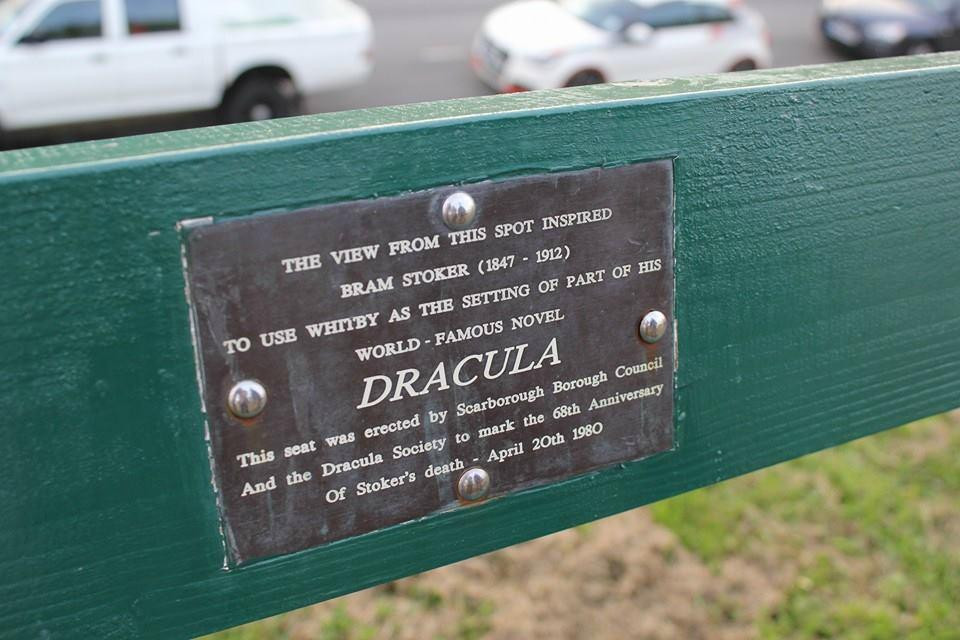 THE VIEW FROM THIS SPOT INSPIRED
BRAM STOKER (1847 - 1912)
TO USE WHITBY AS THE SETTING OF PART OF HIS
WORLD - FAMOUS NOVEL
DRACULA
This seat was erected by Scarborough Borough Council
And the Dracula Society to mark the 68th Anniversary
Of Stoker's death - April 20th 1980